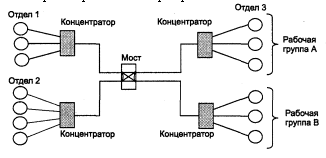 Отдел 1
Концентратор
Концентратор
Отдел 3
Рабочая
группа А
Мост
Отдел 2
Концентратор
Концентратор
Рабочая
группа В